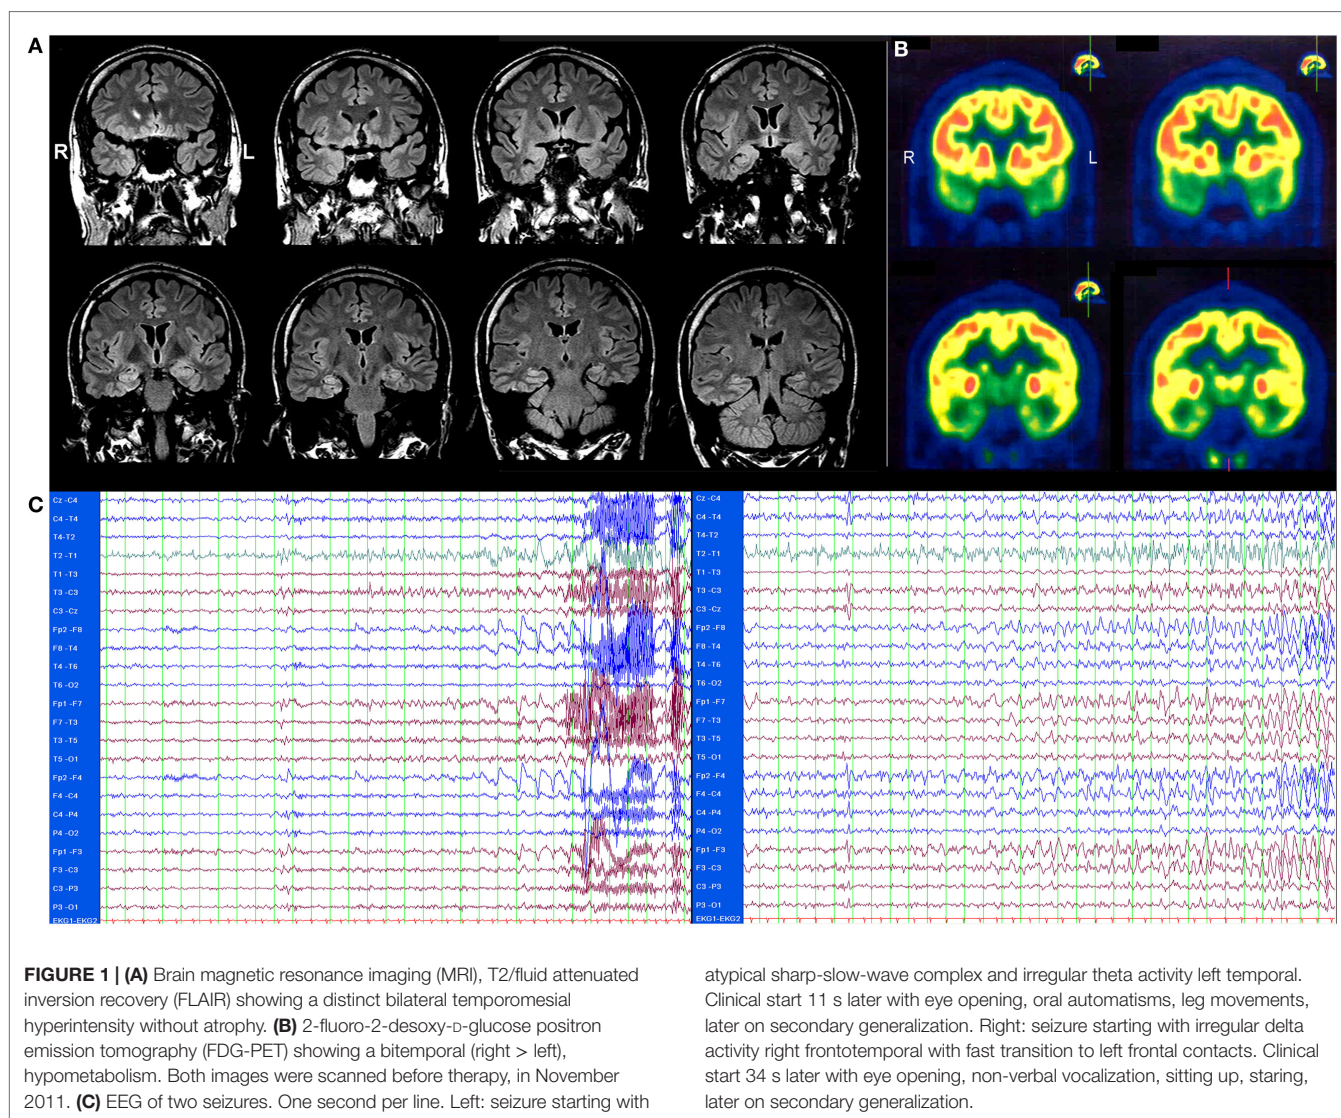 A
B
R
L
R
L
C
Cz-C4
C4-T4
T4-T2
T2-T1
T1-T3
T3-C3
C3-Cz
Fp2-F8
F8-T4
T4-T6
T6-O2
Fp1-F7
F7-T3
T3-T5
T5-O1
Fp2-F4
F4-C4
C4-P4
P4-O2
Fp1-F3
F3-C3
C3-P3
P3-O1
EKG1-EKG2
Cz-C4
C4-T4
T4-T2
T2-T1
T1-T3
T3-C3
C3-Cz
Fp2-F8
F8-T4
T4-T6
T6-O2
Fp1-F7
F7-T3
T3-T5
T5-O1
Fp2-F4
F4-C4
C4-P4
P4-O2
Fp1-F3
F3-C3
C3-P3
P3-O1
EKG1-EKG2
FIGURE 1 | (A) Brain magnetic resonance imaging (MRI), T2/fluid attenuated
inversion recovery (FLAIR) showing a distinct bilateral temporomesial
hyperintensity without atrophy. (B) 2-fluoro-2-desoxy-D-glucose positron
emission tomography (FDG-PET) showing a bitemporal (right > left),
hypometabolism. Both images were scanned before therapy, in November
2011. (C) EEG of two seizures. One second per line. Left: seizure starting with
atypical sharp-slow-wave complex and irregular theta activity left temporal.
Clinical start 11 s later with eye opening, oral automatisms, leg movements,
later on secondary generalization. Right: seizure starting with irregular delta
activity right frontotemporal with fast transition to left frontal contacts. Clinical
start 34 s later with eye opening, non-verbal vocalization, sitting up, staring,
later on secondary generalization.